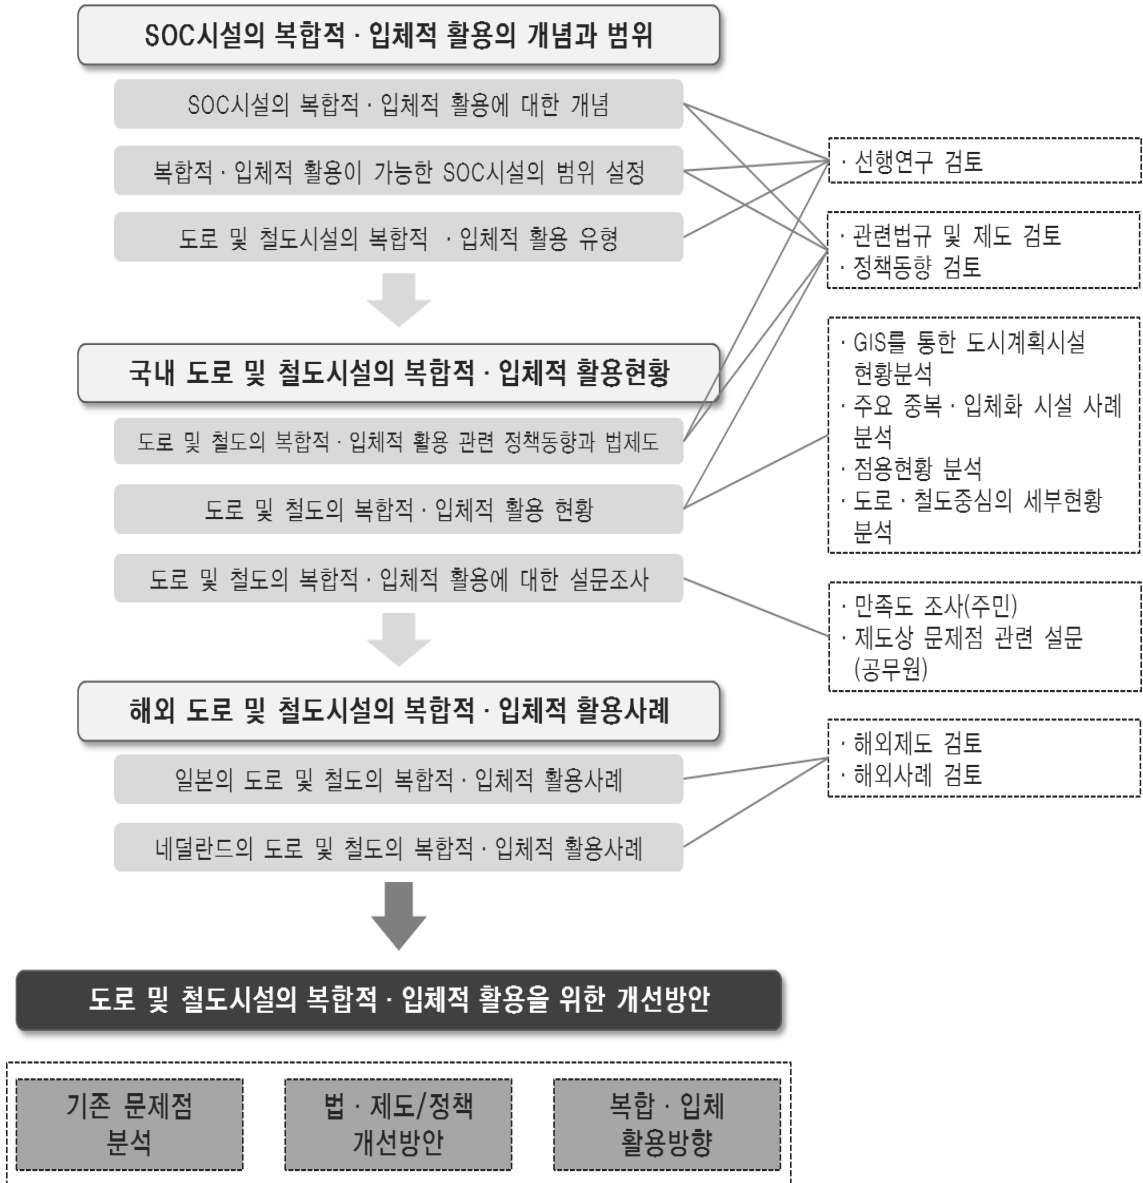 SOC시설의 복합적 · 입체적 활용의 개념과 범위
SOC시설의 복합적 · 입체적 활용에 대한 개념
복합적 · 입체적 활용이 가능한 SOC시설의 범위 설정
도로 및 철도시설의 복합적 · 입체적 활용 유형
국내 도로 및 철도시설의 복합적 · 입체적 활용현황
도로 및 철도의 복합적 · 입체적 활용 관련 정책동향과 법제도
도로 및 철도의 복합적 · 입체적 활용 현황
도로 및 철도의 복합적 · 입체적 활용에 대한 설문조사
해외 도로 및 철도시설의 복합적 · 입체적 활용사례
일본의 도로 및 철도의 복합적 · 입체적 활용사례
네덜란드의 도로 및 철도의 복합적 · 입체적 활용사례
· 선행연구 검토
· 관련법규 및 제도 검토
· 정책동향 검토
· GIS를 통한 도시계획시설
현황분석
· 주요 중복 · 입체화 시설 사례
분석
· 점용현황 분석
· 도로 · 철도중심의 세부현황
분석
· 만족도 조사(주민)
· 제도상 문제점 관련 설문
(공무원)
· 해외제도 검토
· 해외사례 검토
도로 및 철도시설의 복합적 · 입체적 활용을 위한 개선방안
기존 문제점
분석
법 · 제도/정책
개선방안
복합 · 입체
활용방향